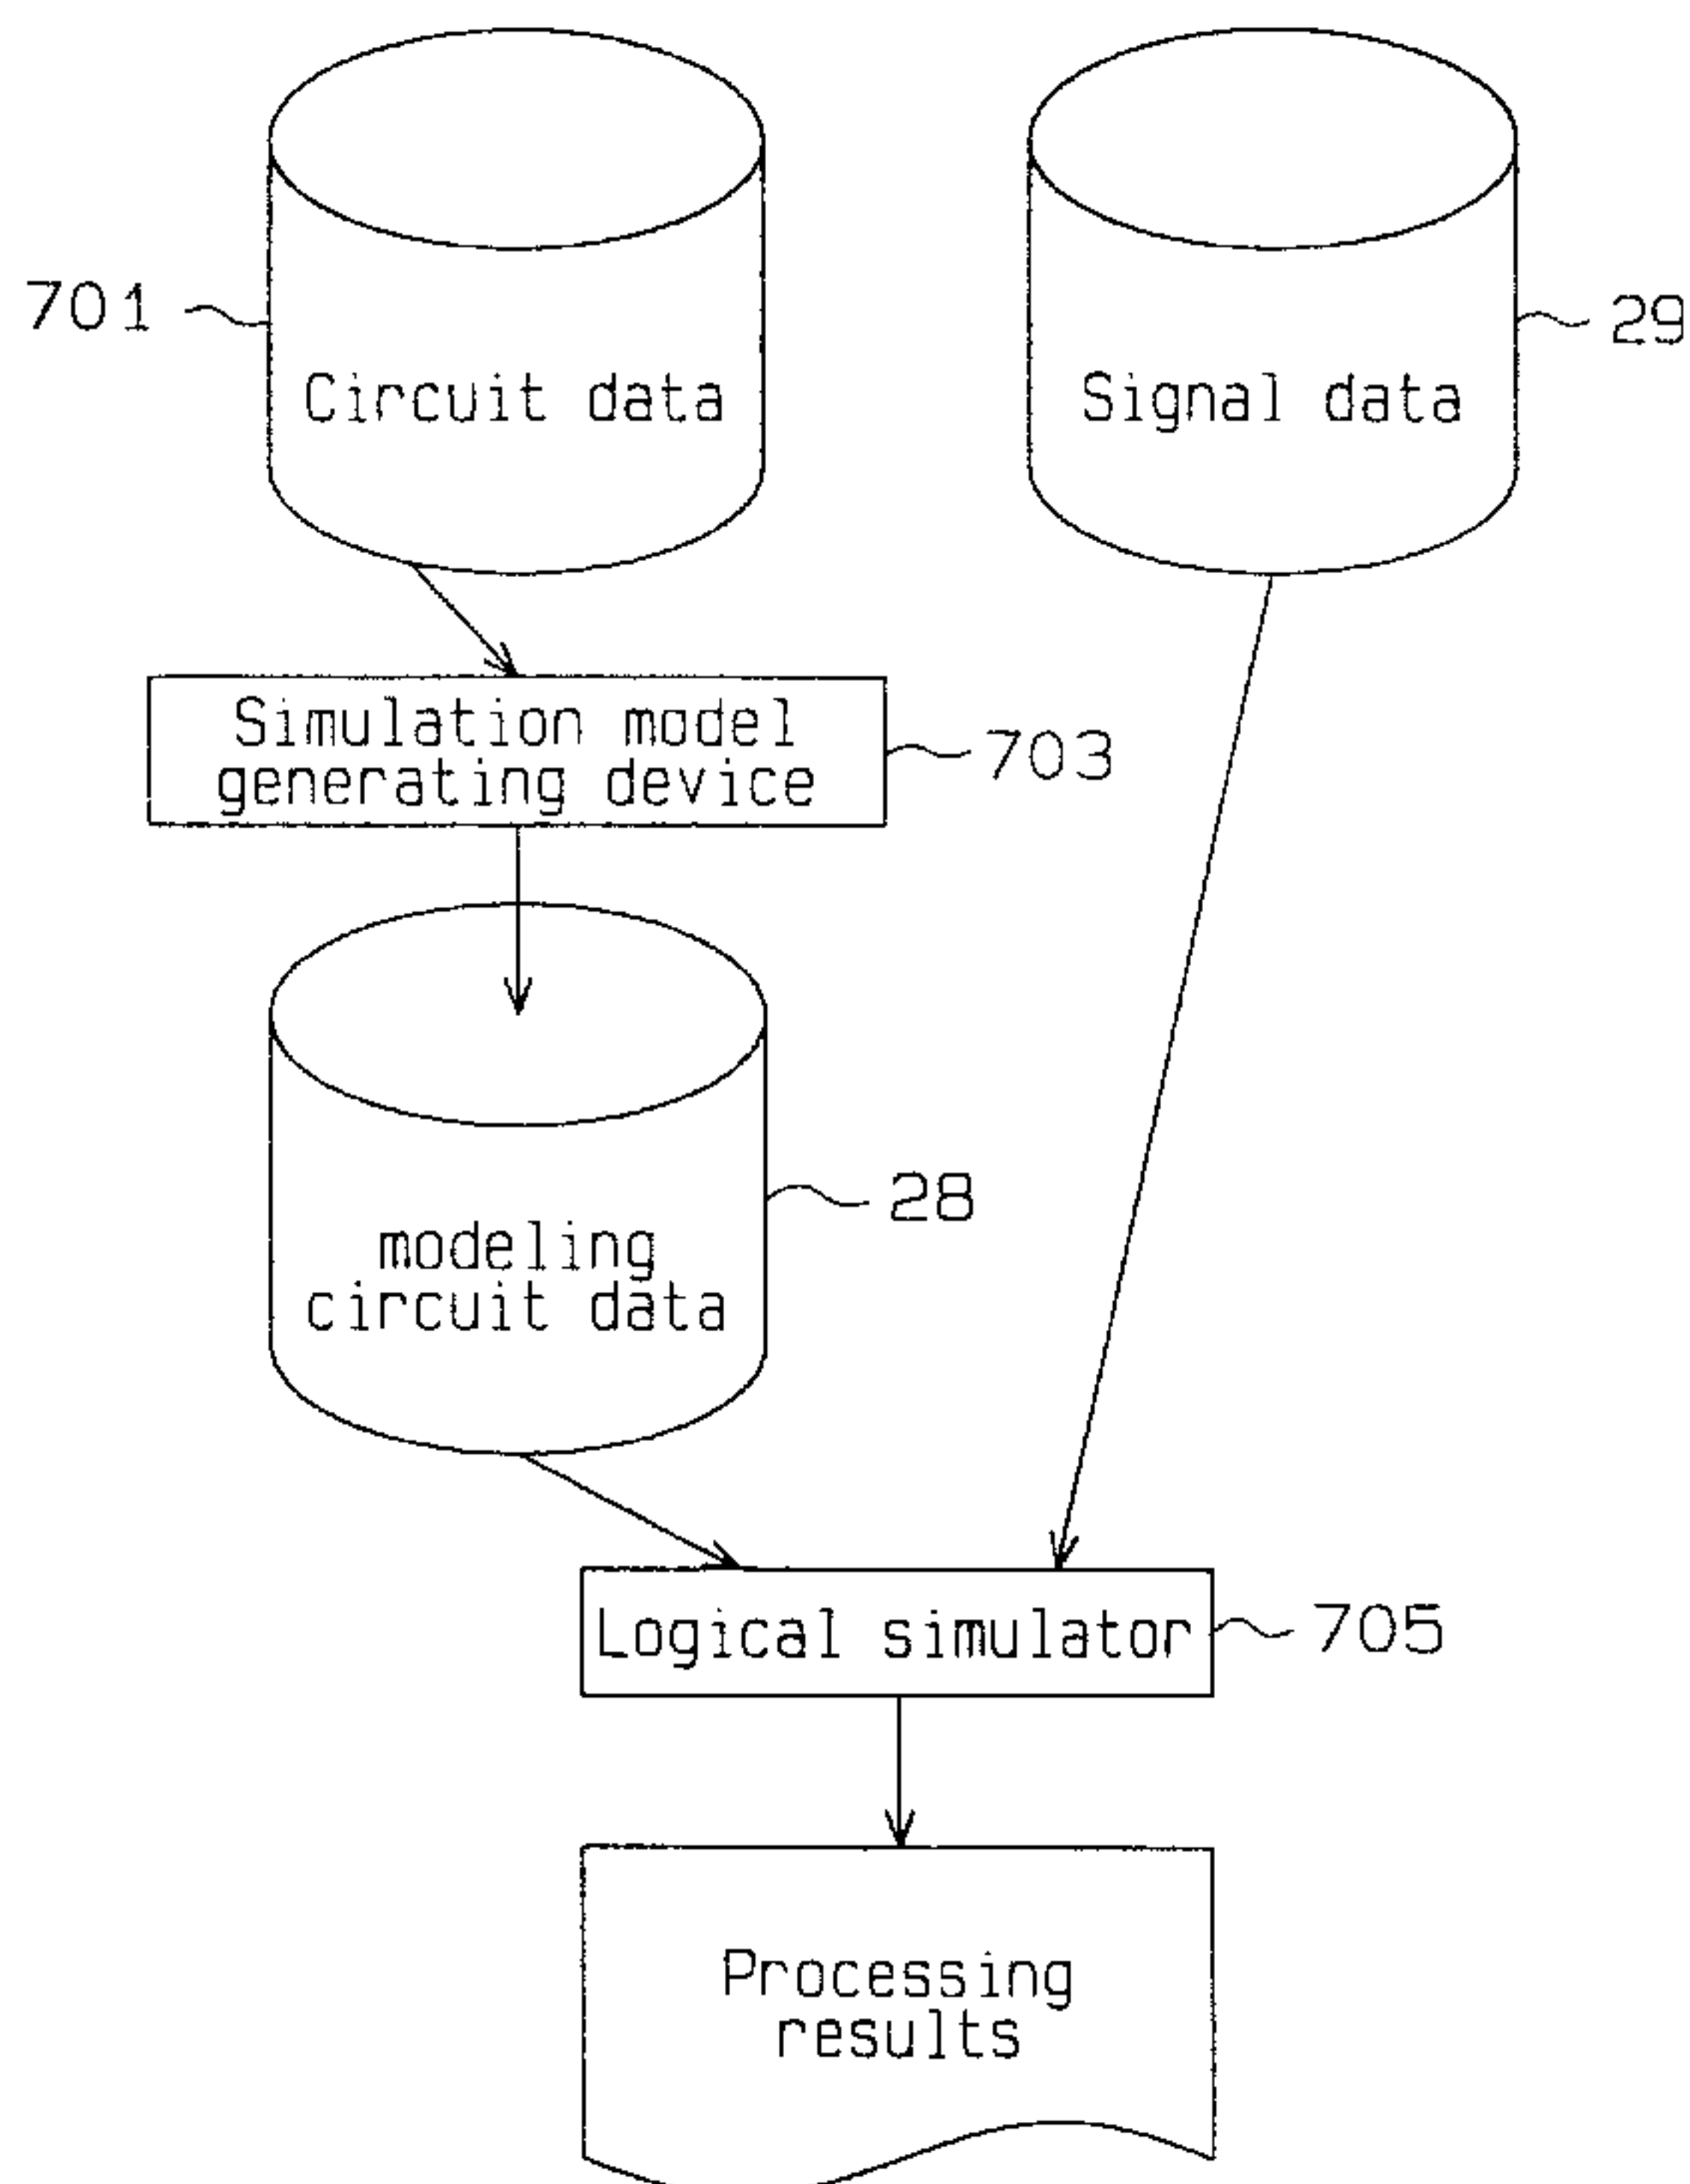 701
Circuit data
Signal data
29
Simulation model
generating device
703
28
modeling
circuit data
Logical simulator
705
Processing
results